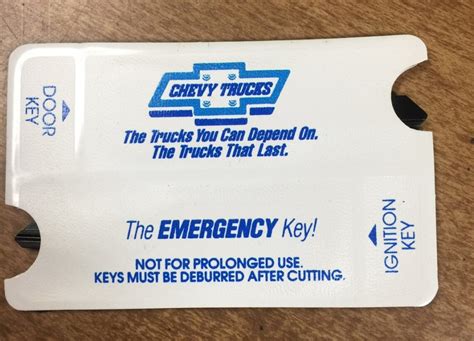 DOOR
KEY
CHEVY TRUCKS
The Trucks You Can Depend On.
The Trucks That Last.
The EMERGENCY Key!
NOT FOR PROLONGED USE.
KEYS MUST BE DEBURRED AFTER CUTTING.
IGNITION
KEY